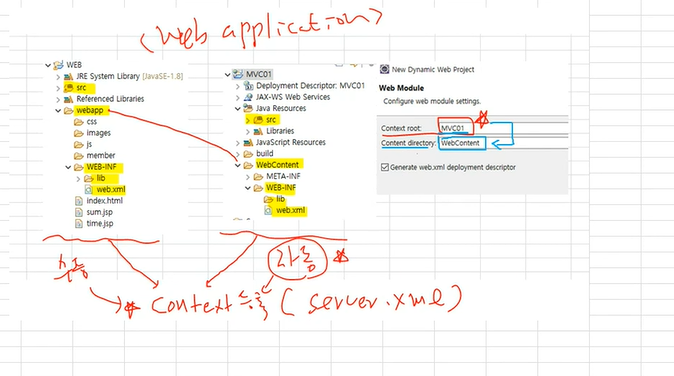 <Web application>
WEB
JRE System Library [JavaSE-1.8]
src
Referenced Libraries
webapp
css
images
js
member
WEB-INF
lib
web.xml
index.html
sum.jsp
time.jsp
MVC01
Deployment Descriptor: MVC01
JAX-WS Web Services
Java Resources
src
Libraries
JavaScript Resources
build
WebContent
META-INF
WEB-INF
lib
web.xml
New Dynamic Web Project
Web Module
Configure web module settings.
Context root: MVC01
Content directory: WebContent
Generate web.xml deployment descriptor
수동
자동
Context 등록 (server.xml)